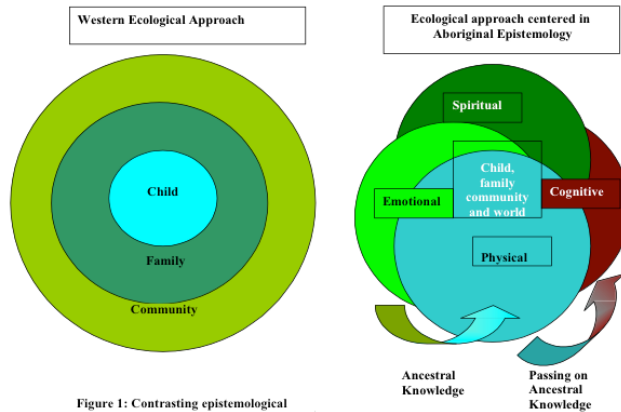 Western Ecological Approach
Child
Family
Community
Ecological approach centered in
Aboriginal Epistemology
Spiritual
Child,
family
community
and world
Emotional
Cognitive
Physical
Ancestral
Knowledge
Passing on
Ancestral
Knowledge
Figure 1: Contrasting epistemological